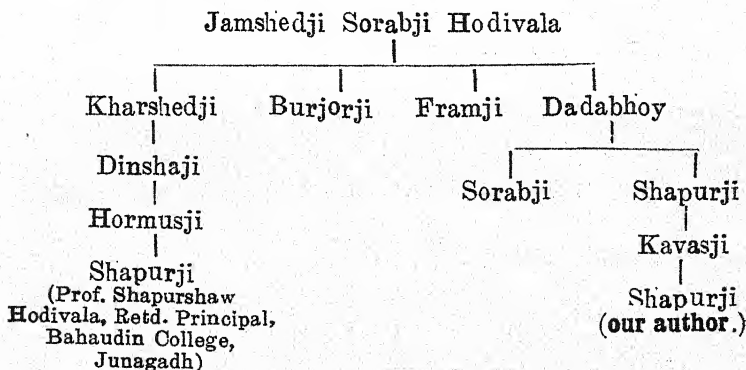 Jamshedji Sorabji Hodivala
Kharshedji Burjorji Framji Dadabhoy
Dinshaji
Sorabji Shapurji
Hormusji
Kavasji
Shapurji
(Prof. Shapurshaw
Hodivala, Retd. Principal,
Bahaudin College,
Junagadh)
Shapurji
(our author.)